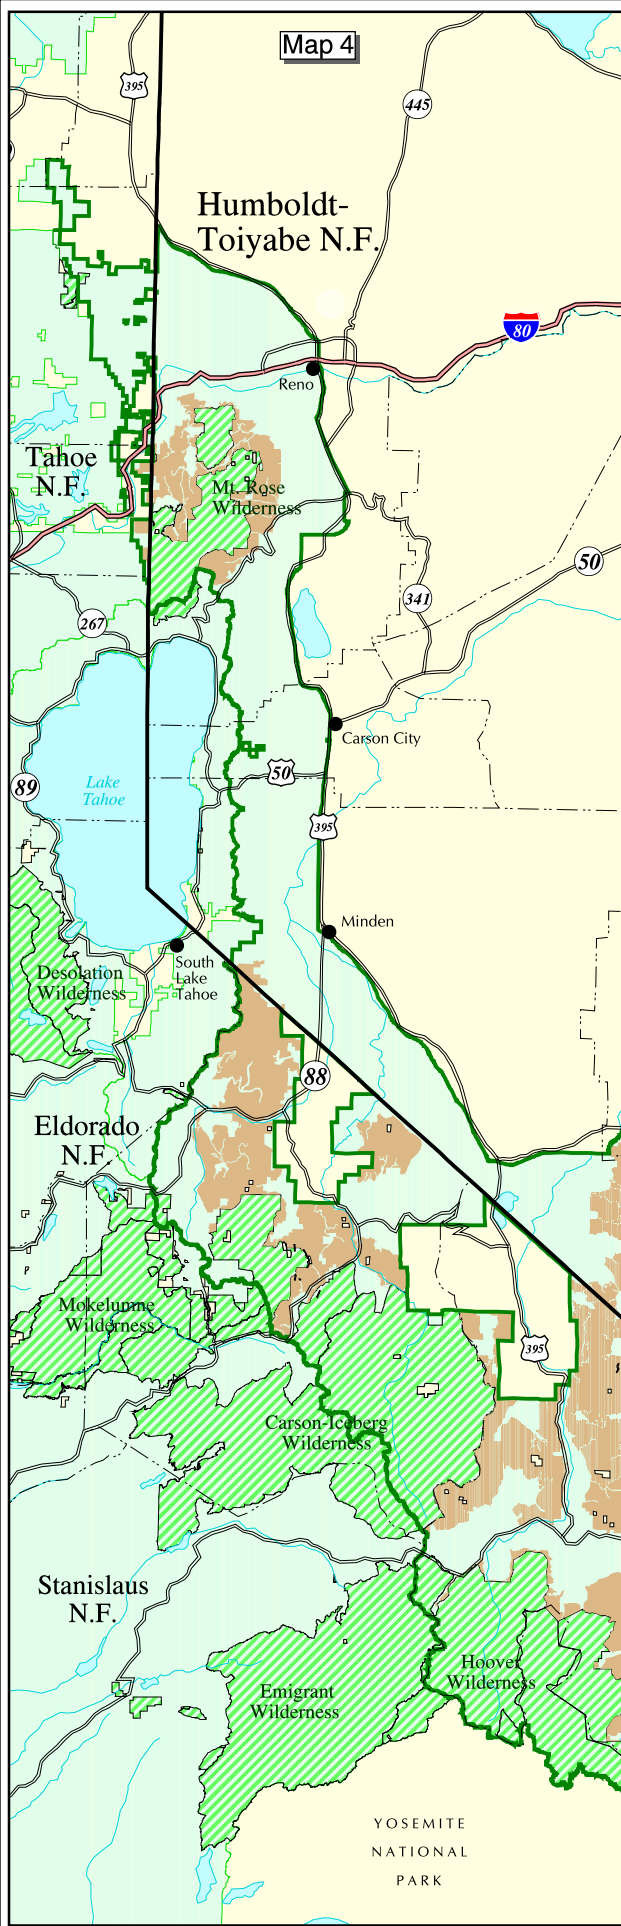 Map 4
395
445
Humboldt-
Toiyabe N.F.
80
Reno
Tahoe
N.F.
Mt. Rose
Wilderness
50
341
267
Carson City
50
89
Lake
Tahoe
395
Minden
South
Lake
Tahoe
Desolation
Wilderness
88
Eldorado
N.F.
Mokelumne
Wilderness
395
Carson-Iceberg
Wilderness
Stanislaus
N.F.
Hoover
Wilderness
Emigrant
Wilderness
YOSEMITE
NATIONAL
PARK